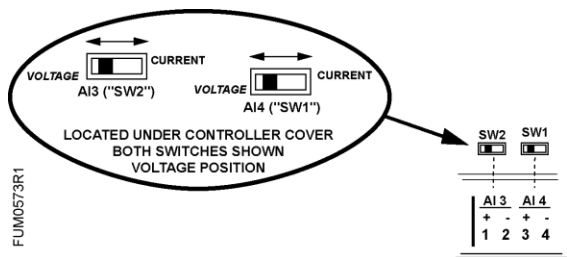 VOLTAGE
CURRENT
AI3 ("SW2")
VOLTAGE
CURRENT
AI4 ("SW1")
LOCATED UNDER CONTROLLER COVER
BOTH SWITCHES SHOWN
VOLTAGE POSITION
SW2 SW1
AI 3 AI 4
+ - + -
1 2 3 4
FUM0573R1